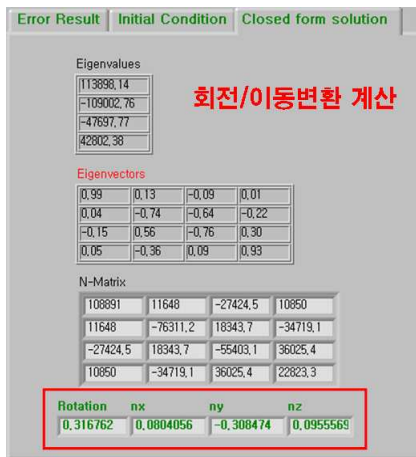 Error Result Initial Condition Closed form solution
Eigenvalues
113898,14
-109002,76
-47697,77
42802,38
회전/이동변환 계산
Eigenvectors
0,99 0,13 -0,09 0,01
0,04 -0,74 -0,64 -0,22
-0,15 0,56 -0,76 0,30
0,05 -0,36 0,09 0,93
N-Matrix
108891 11648 -27424,5 10850
11648 -76311,2 18343,7 -34719,1
-27424,5 18343,7 -55403,1 36025,4
10850 -34719,1 36025,4 22823,3
Rotation nx ny nz
0,316762 0,0804056 -0,308474 0,0955569